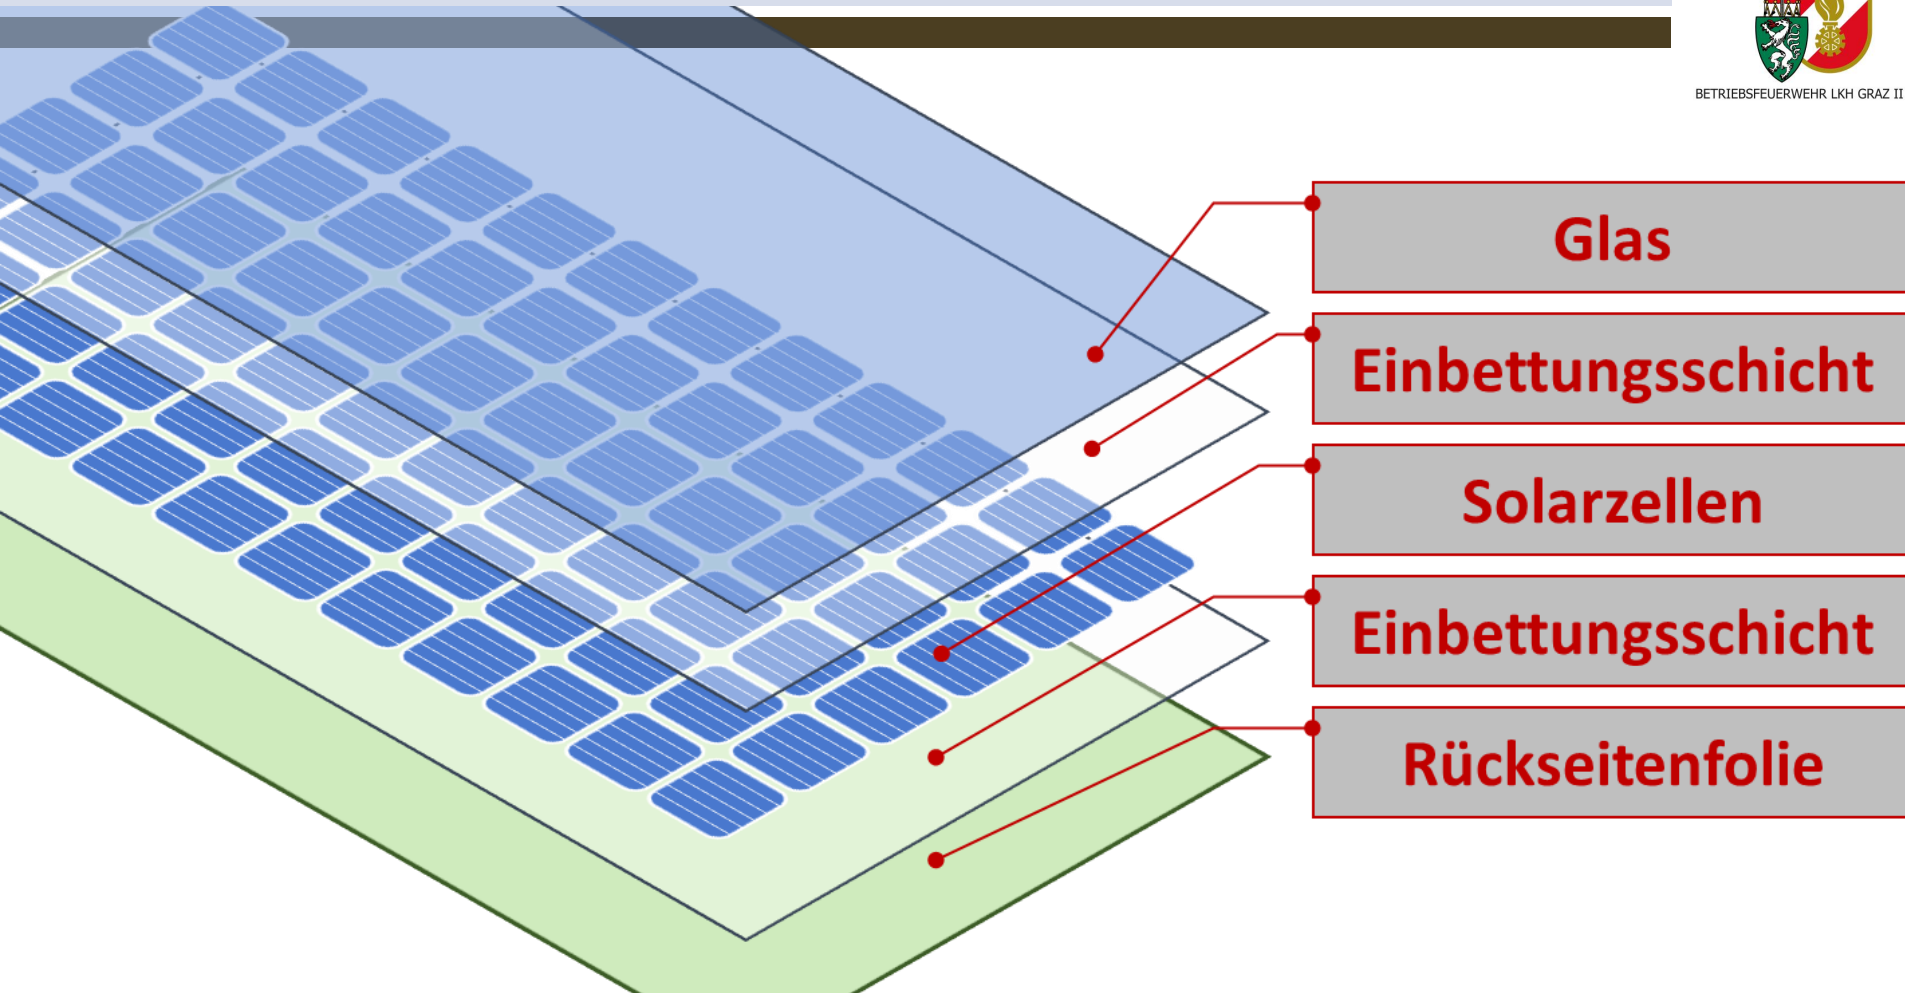 BETRIEBSFEUERWEHR LKH GRAZ II
Glas
Einbettungsschicht
Solarzellen
Einbettungsschicht
Rückseitenfolie